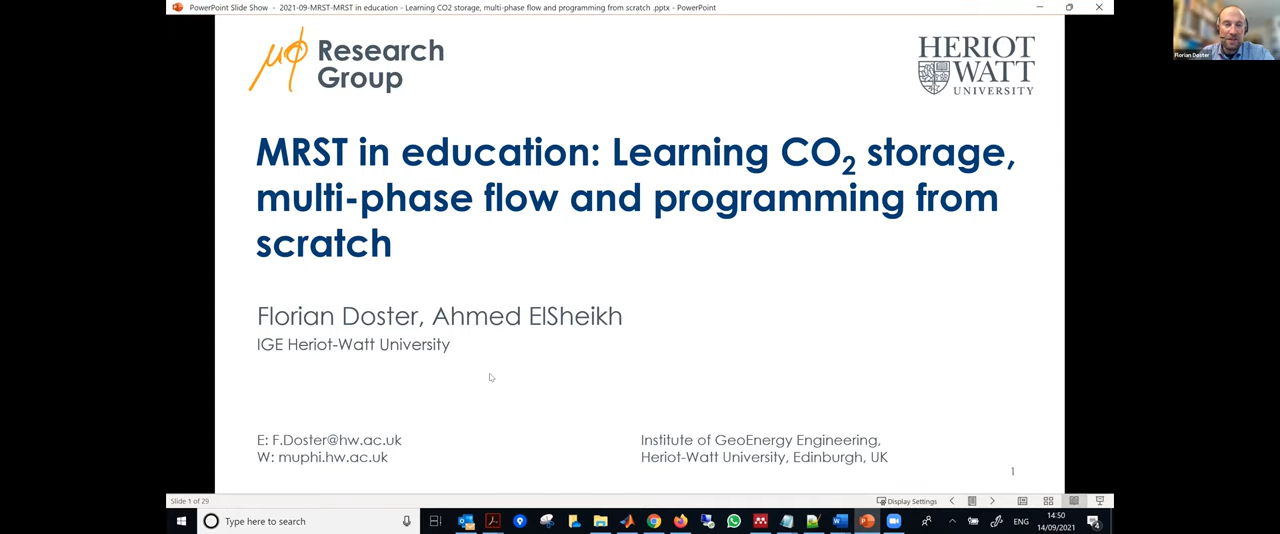 PowerPoint Slide Show - 2021-09-MRST-MRST in education - Learning CO2 storage, multi-phase flow and programming from scratch .pptx - PowerPoint
Florian Doster
μφ Research
Group
HERIOT
WATT
UNIVERSITY
MRST in education: Learning CO₂ storage,
multi-phase flow and programming from
scratch
Florian Doster, Ahmed ElSheikh
IGE Heriot-Watt University
E: F.Doster@hw.ac.uk
W: muphi.hw.ac.uk
Institute of GeoEnergy Engineering,
Heriot-Watt University, Edinburgh, UK
1
Slide 1 of 29
Display Settings
Type here to search
ENG
14:50
14/09/2021
4